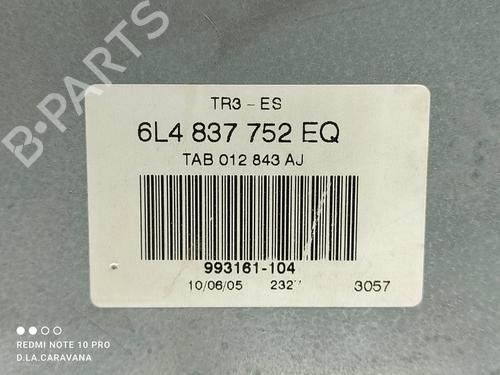 TR3 - ES
6L4 837 752 EQ
TAB 012 843 AJ
993161-104
10/06/05 2327 3057
REDMI NOTE 10 PRO
D.LA.CARAVANA